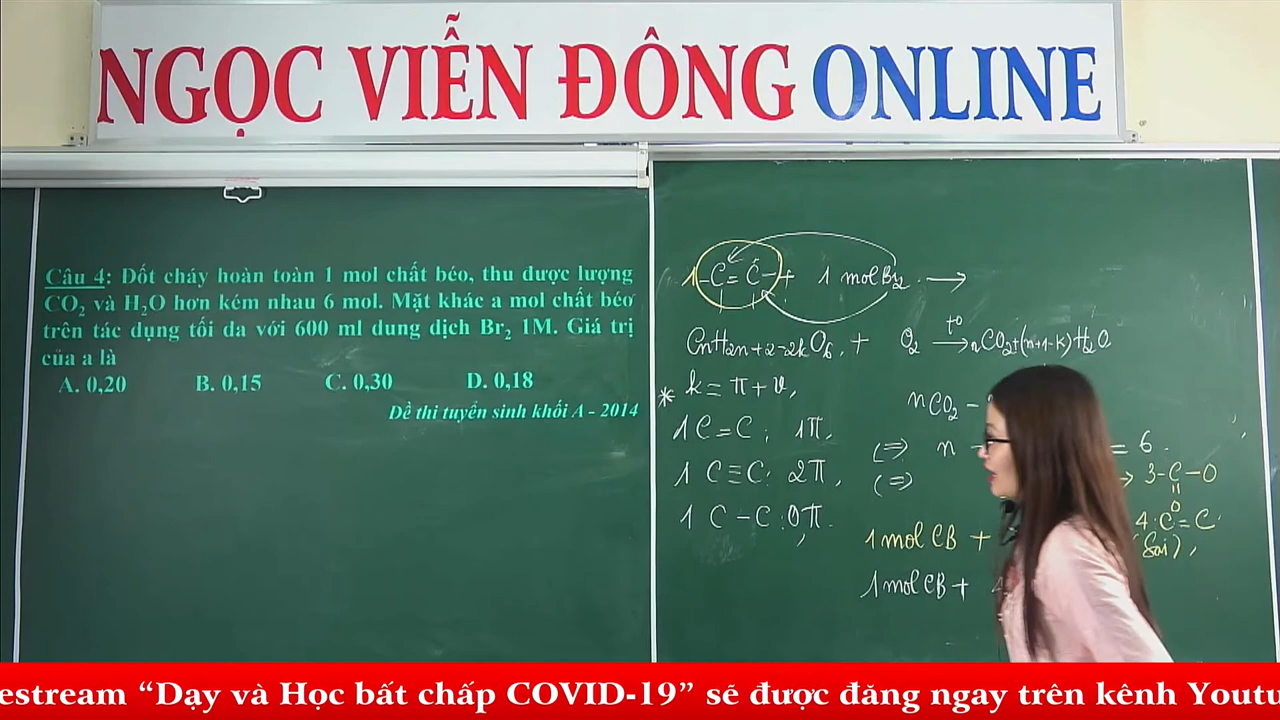 NGỌC VIỄN ĐÔNG ONLINE
Câu 4: Đốt cháy hoàn toàn 1 mol chất béo, thu được lượng
CO₂ và H₂O hơn kém nhau 6 mol. Mặt khác a mol chất béo
trên tác dụng tối đa với 600 ml dung dịch Br₂ 1M. Giá trị
của a là
A. 0,20 B. 0,15 C. 0,30 D. 0,18
Đề thi tuyển sinh khối A - 2014
1 -C=C- + 1 mol Br₂ →
CnH2n+2-2kO₆ + O₂ →t° nCO₂+(n+1-k)H₂O
* k = π + v,
nCO₂ -
1 C=C: 1π,
(=> n - = 6.
1 C≡C: 2π,
(=> → 3-C-O
O
1 C-C: 0π.
4.C=C
1 mol CB +
(Sai),
1 mol CB + 4
estream “Dạy và Học bất chấp COVID-19” sẽ được đăng ngay trên kênh Youtu